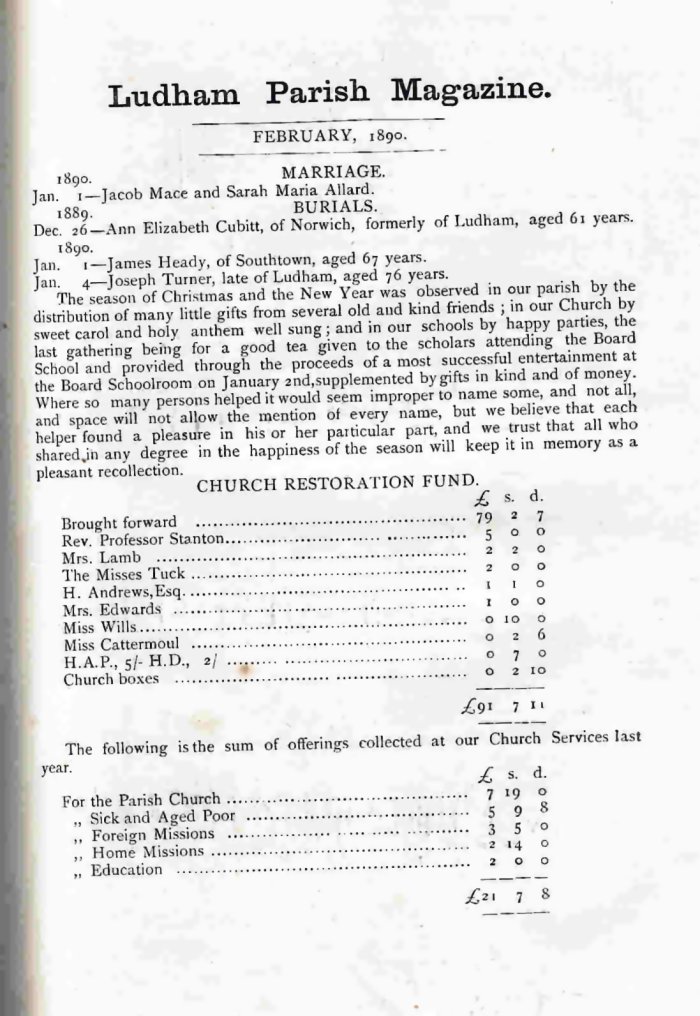 Ludham Parish Magazine.
FEBRUARY, 1890.
1890. MARRIAGE.
Jan. 1—Jacob Mace and Sarah Maria Allard.
1889. BURIALS.
Dec. 26—Ann Elizabeth Cubitt, of Norwich, formerly of Ludham, aged 61 years.
1890.
Jan. 1—James Heady, of Southtown, aged 67 years.
Jan. 4—Joseph Turner, late of Ludham, aged 76 years.
The season of Christmas and the New Year was observed in our parish by the
distribution of many little gifts from several old and kind friends ; in our Church by
sweet carol and holy anthem well sung ; and in our schools by happy parties, the
last gathering being for a good tea given to the scholars attending the Board
School and provided through the proceeds of a most successful entertainment at
the Board Schoolroom on January 2nd, supplemented by gifts in kind and of money.
Where so many persons helped it would seem improper to name some, and not all,
and space will not allow the mention of every name, but we believe that each
helper found a pleasure in his or her particular part, and we trust that all who
shared in any degree in the happiness of the season will keep it in memory as a
pleasant recollection.
CHURCH RESTORATION FUND.
£ s. d.
Brought forward ........ 79 2 7
Rev. Professor Stanton........ 5 0 0
Mrs. Lamb ........ 2 2 0
The Misses Tuck ........ 2 0 0
H. Andrews, Esq. ........ 1 1 0
Mrs. Edwards ........ 1 0 0
Miss Wills........ 0 10 0
Miss Cattermoul ........ 0 2 6
H.A.P., 5/- H.D., 2/ ........ 0 7 0
Church boxes ........ 0 2 10
£91 7 11
The following is the sum of offerings collected at our Church Services last
year.
£ s. d.
For the Parish Church ........ 7 19 0
„ Sick and Aged Poor ........ 5 9 8
„ Foreign Missions ........ 3 5 0
„ Home Missions ........ 2 14 0
„ Education ........ 2 0 0
£21 7 8